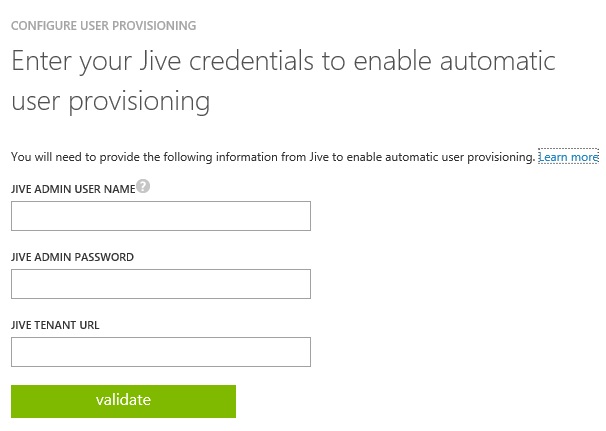 CONFIGURE USER PROVISIONING
Enter your Jive credentials to enable automatic
user provisioning
You will need to provide the following information from Jive to enable automatic user provisioning. Learn more
JIVE ADMIN USER NAME ?
JIVE ADMIN PASSWORD
JIVE TENANT URL
validate